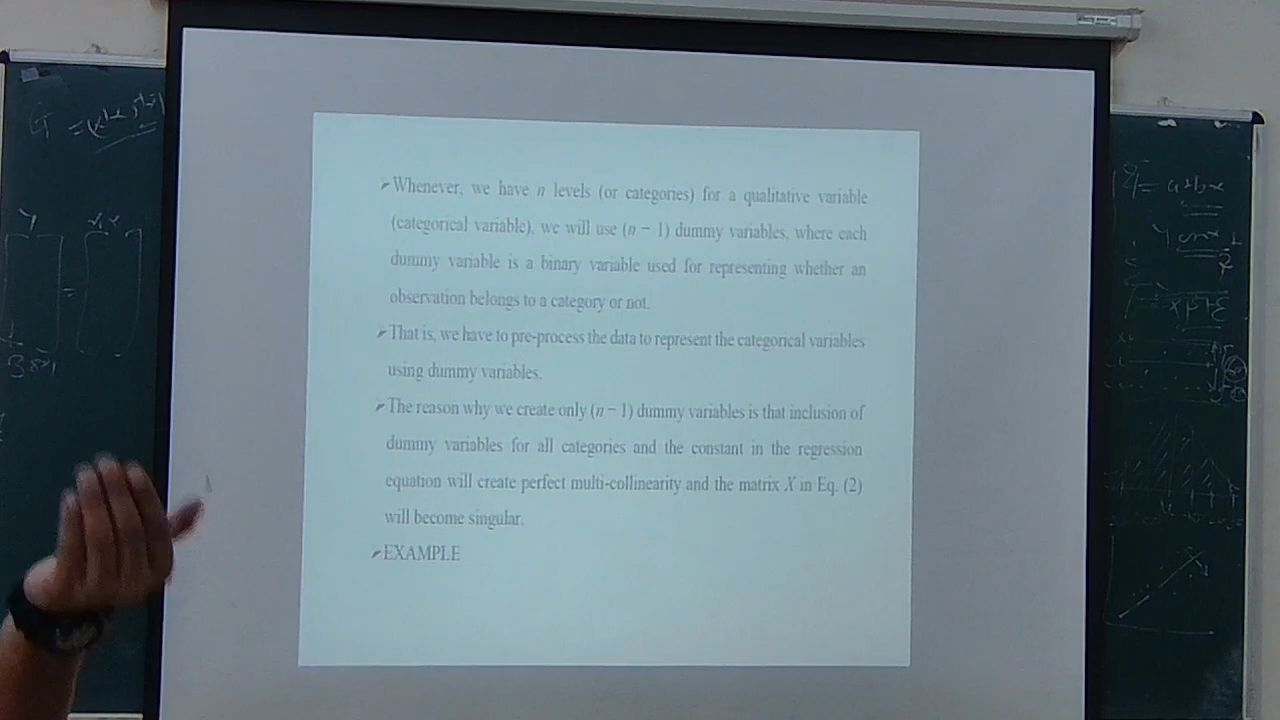 Whenever, we have n levels (or categories) for a qualitative variable
(categorical variable), we will use (n − 1) dummy variables, where each
dummy variable is a binary variable used for representing whether an
observation belongs to a category or not.
That is, we have to pre-process the data to represent the categorical variables
using dummy variables.
The reason why we create only (n − 1) dummy variables is that inclusion of
dummy variables for all categories and the constant in the regression
equation will create perfect multi-collinearity and the matrix X in Eq. (2)
will become singular.
EXAMPLE